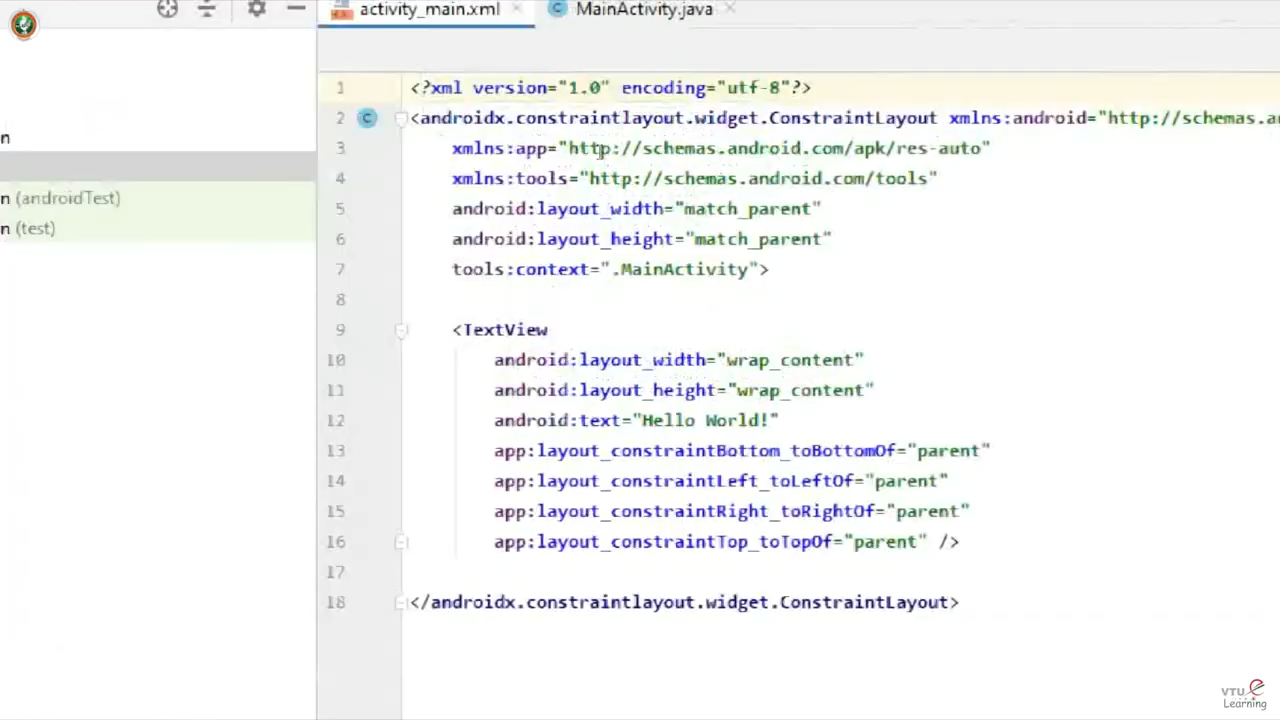 activity_main.xml
MainActivity.java
n
n (androidTest)
n (test)
1 <?xml version="1.0" encoding="utf-8"?>
2 <androidx.constraintlayout.widget.ConstraintLayout xmlns:android="http://schemas.a
3 xmlns:app="http://schemas.android.com/apk/res-auto"
4 xmlns:tools="http://schemas.android.com/tools"
5 android:layout_width="match_parent"
6 android:layout_height="match_parent"
7 tools:context=".MainActivity">
8
9 <TextView
10 android:layout_width="wrap_content"
11 android:layout_height="wrap_content"
12 android:text="Hello World!"
13 app:layout_constraintBottom_toBottomOf="parent"
14 app:layout_constraintLeft_toLeftOf="parent"
15 app:layout_constraintRight_toRightOf="parent"
16 app:layout_constraintTop_toTopOf="parent" />
17
18 </androidx.constraintlayout.widget.ConstraintLayout>
VTU e
Learning